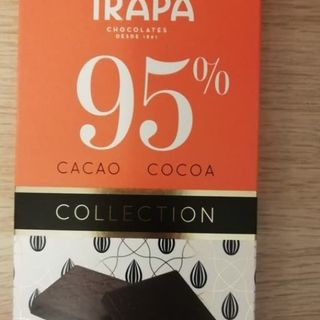 TRAPA
CHOCOLATES
DESDE 1891
95%
CACAO COCOA
COLLECTION